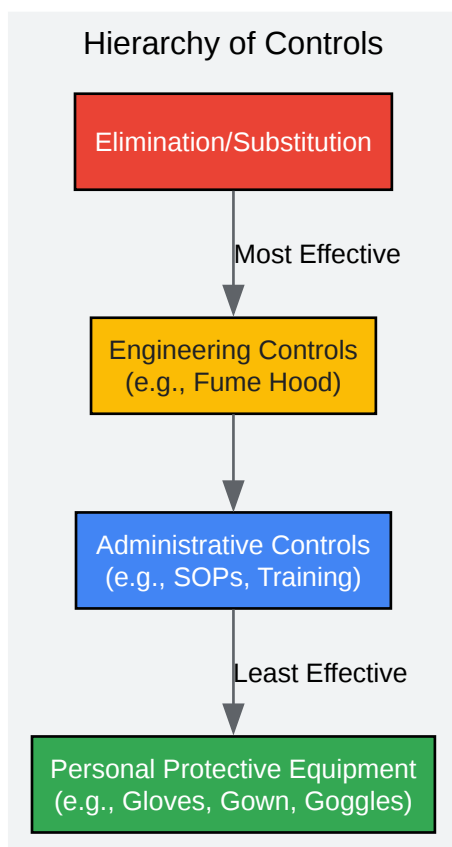 Hierarchy of Controls
Elimination/Substitution
Most Effective
Engineering Controls
(e.g., Fume Hood)
Administrative Controls
(e.g., SOPs, Training)
Least Effective
Personal Protective Equipment
(e.g., Gloves, Gown, Goggles)